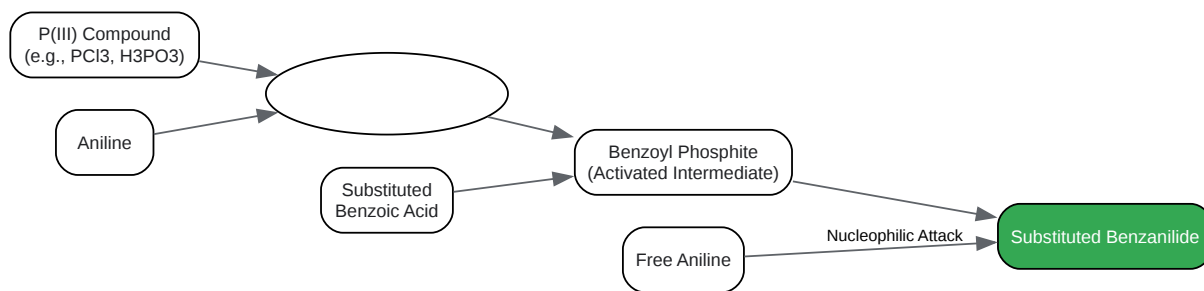 P(III) Compound
(e.g., PCl3, H3PO3)
Aniline
Substituted
Benzoic Acid
Benzoyl Phosphite
(Activated Intermediate)
Free Aniline
Nucleophilic Attack
Substituted Benzanilide